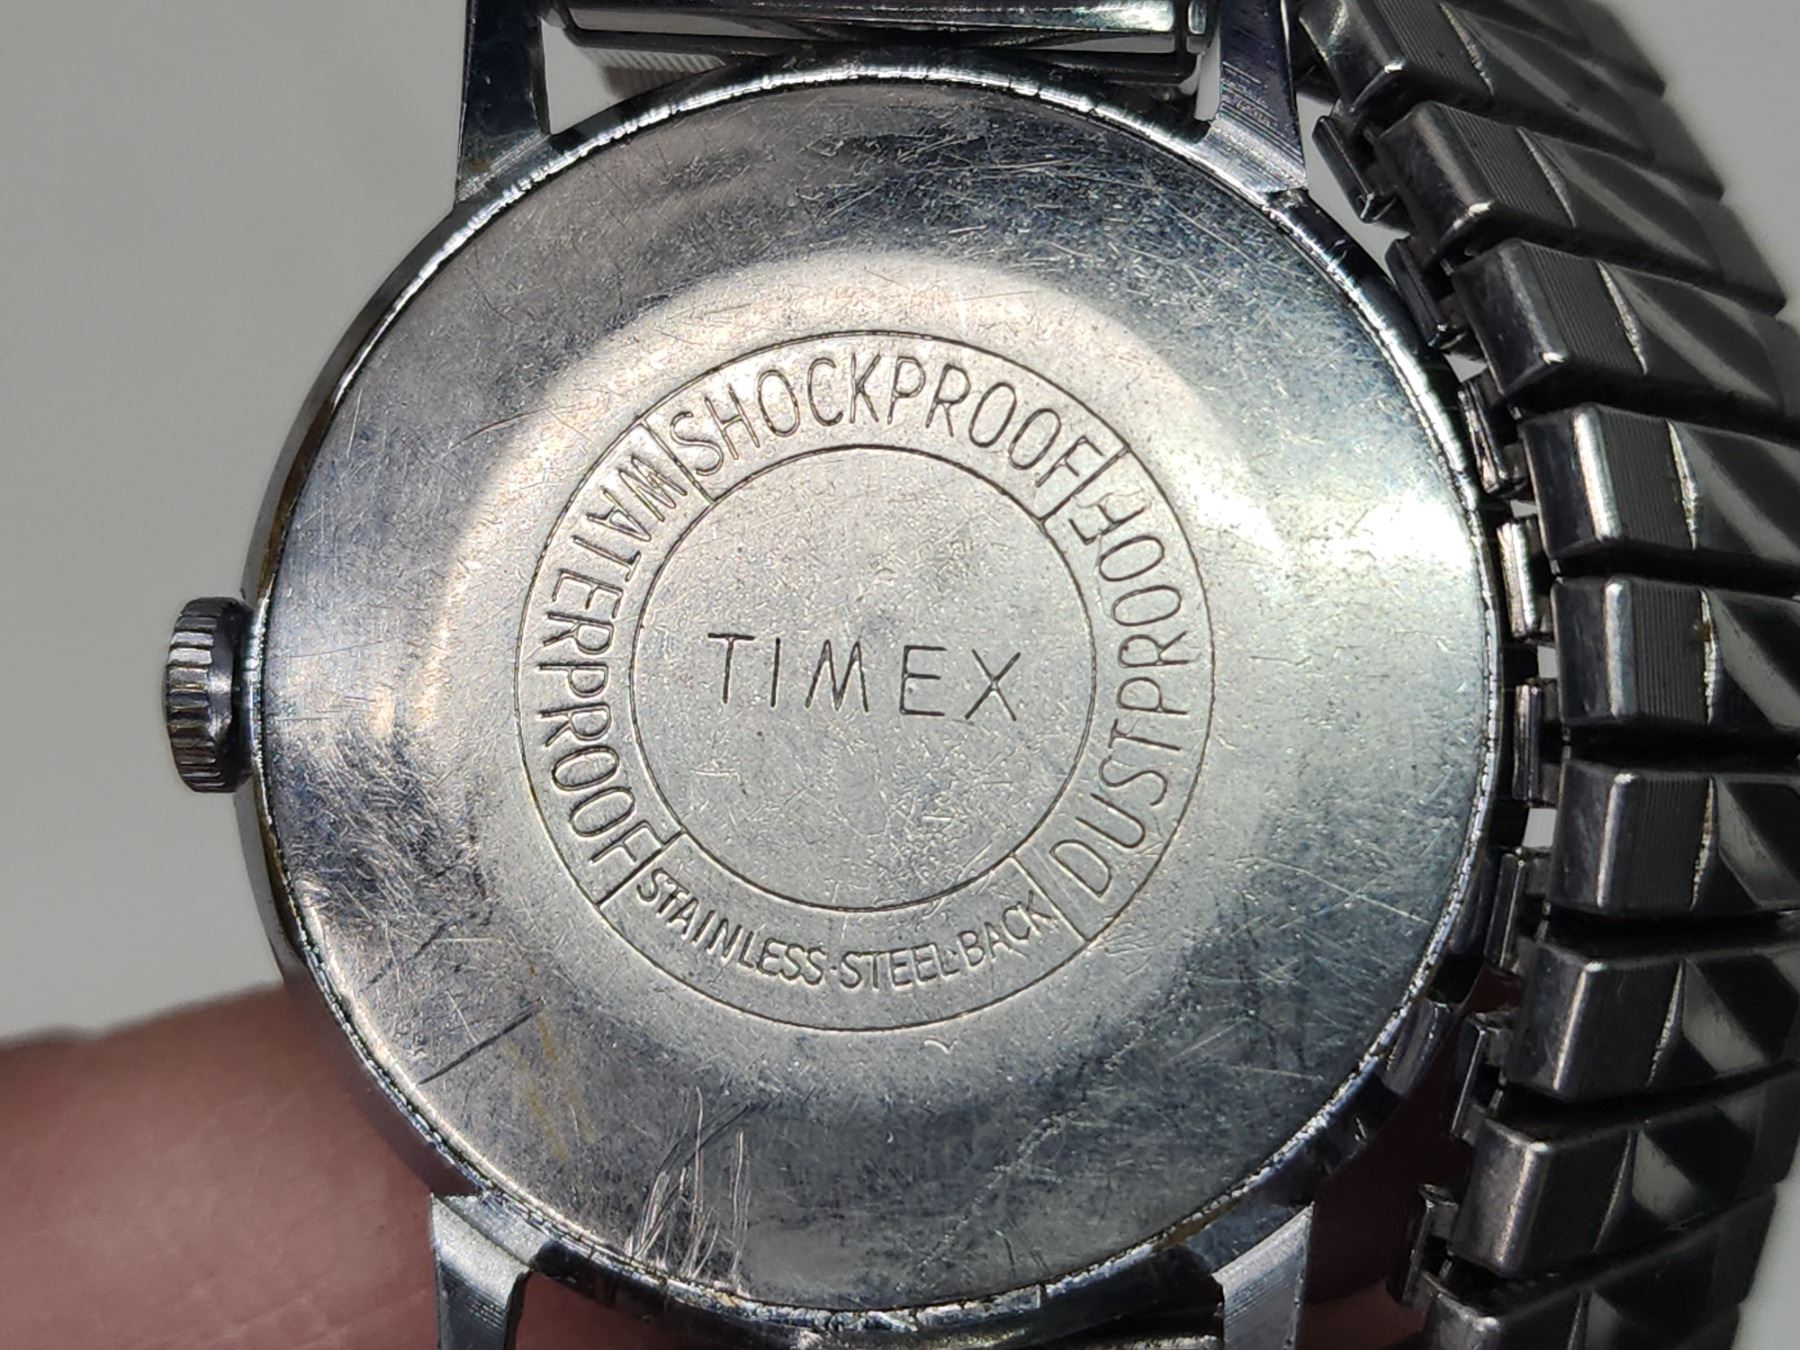 SHOCKPROOF
WATERPROOF
DUSTPROOF
TIMEX
STAINLESS·STEEL·BACK